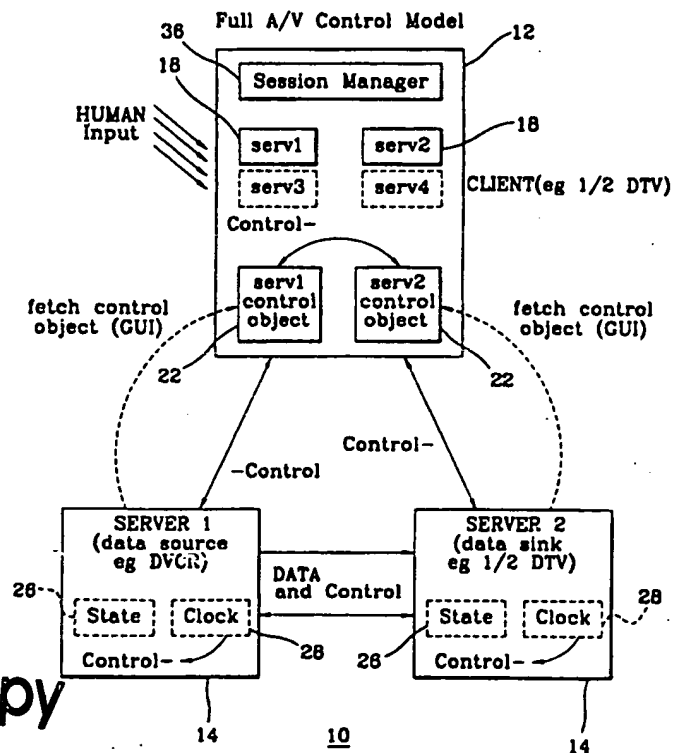 Full A/V Control Model
36
12
Session Manager
18
18
HUMAN
Input
serv1
serv2
serv3
serv4
CLIENT(eg 1/2 DTV)
Control-
serv1
control
object
serv2
control
object
fetch control
object (GUI)
fetch control
object (GUI)
22
22
-Control
Control-
SERVER 1
(data source
eg DVCR)
SERVER 2
(data sink
eg 1/2 DTV)
DATA
and Control
26
State
Clock
28
Control-
26
State
Clock
28
Control-
14
14
10
py